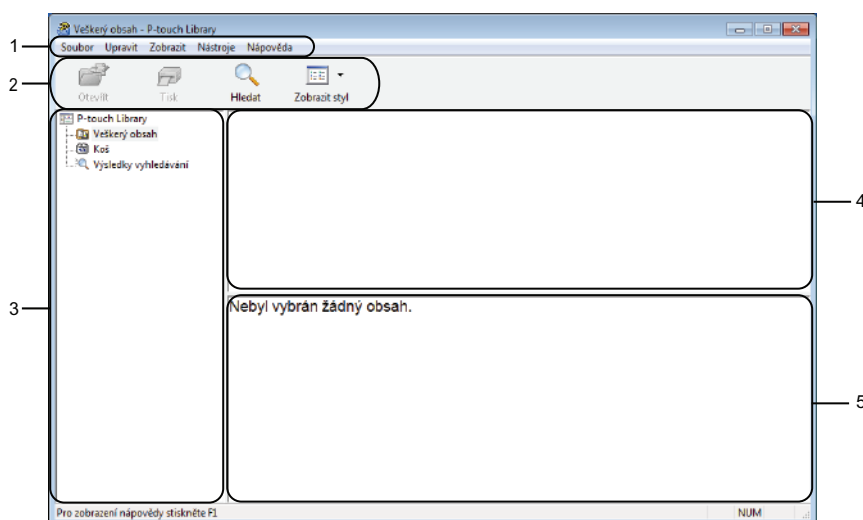 Veškerý obsah - P-touch Library
1
Soubor Upravit Zobrazit Nástroje Nápověda
2
Otevřít Tisk Hledat Zobrazit styl
P-touch Library
Veškerý obsah
Koš
Výsledky vyhledávání
4
3
Nebyl vybrán žádný obsah.
5
Pro zobrazení nápovědy stiskněte F1 NUM